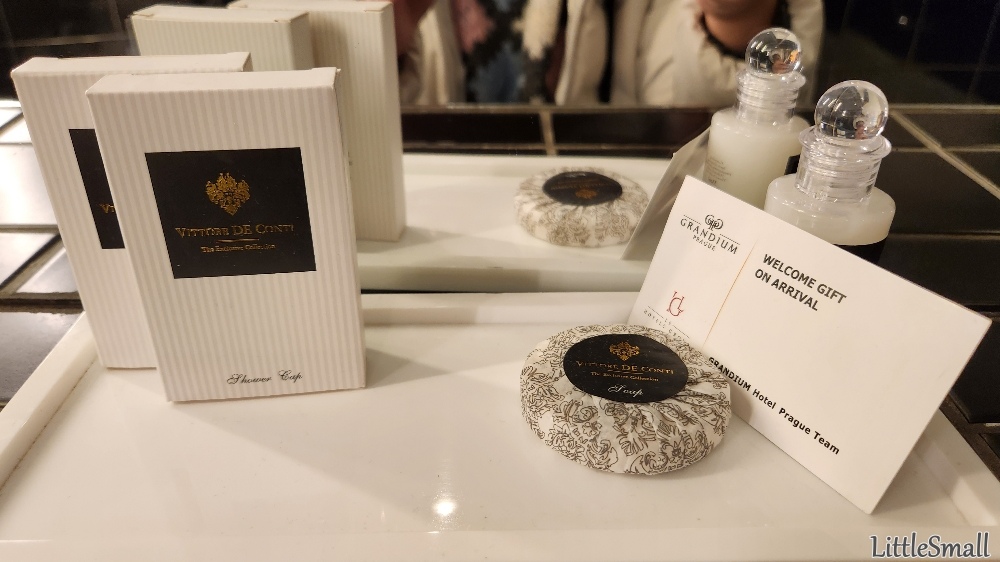 VITTORE DE CONTI
The Exclusive Collection
Shower Cap
VITTORE DE CONTI
The Exclusive Collection
Soap
GRANDIUM
PRAGUE
WELCOME GIFT
ON ARRIVAL
GRANDIUM Hotel Prague Team
LittleSmall